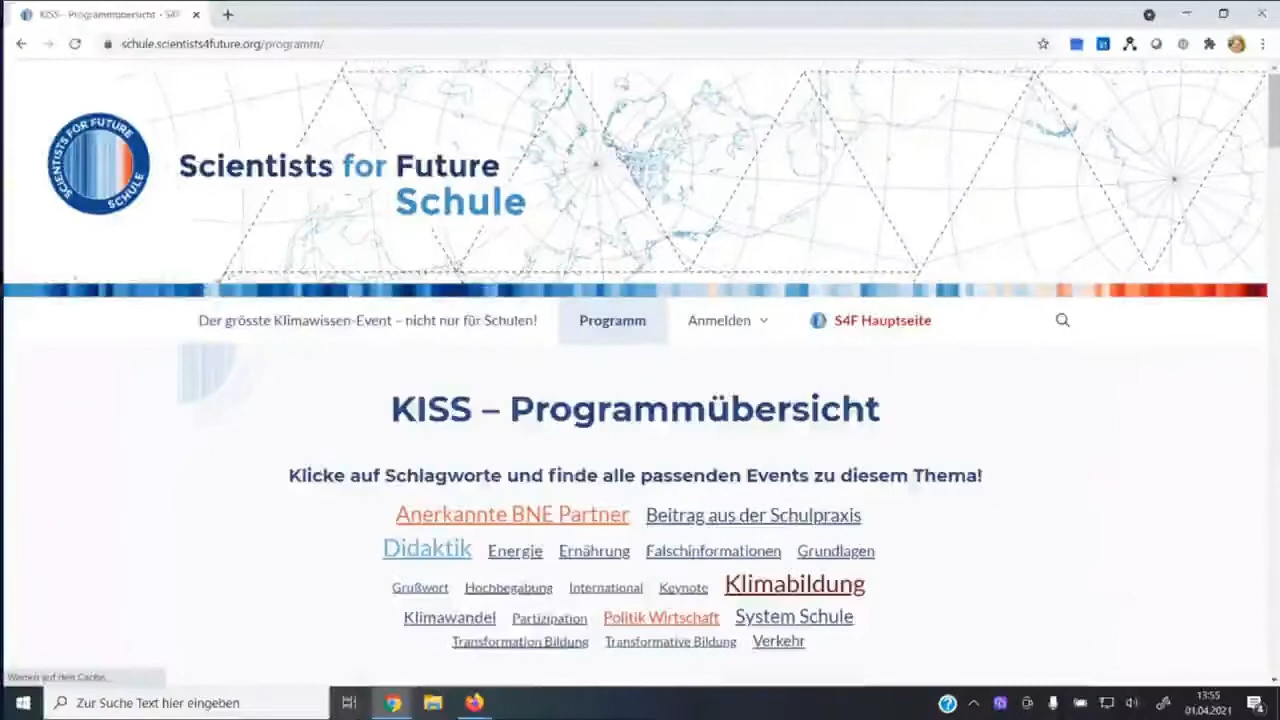 KISS – Programmübersicht - S4F
schule.scientists4future.org/programm/
SCIENTISTS FOR FUTURE
SCHULE
Scientists for Future
Schule
Der grösste Klimawissen-Event – nicht nur für Schulen!
Programm
Anmelden
S4F Hauptseite
KISS – Programmübersicht
Klicke auf Schlagworte und finde alle passenden Events zu diesem Thema!
Anerkannte BNE Partner Beitrag aus der Schulpraxis
Didaktik Energie Ernährung Falschinformationen Grundlagen
Grußwort Hochbegabung International Keynote Klimabildung
Klimawandel Partizipation Politik Wirtschaft System Schule
Transformation Bildung Transformative Bildung Verkehr
Warten auf den Cache...
Zur Suche Text hier eingeben
13:55
01.04.2021